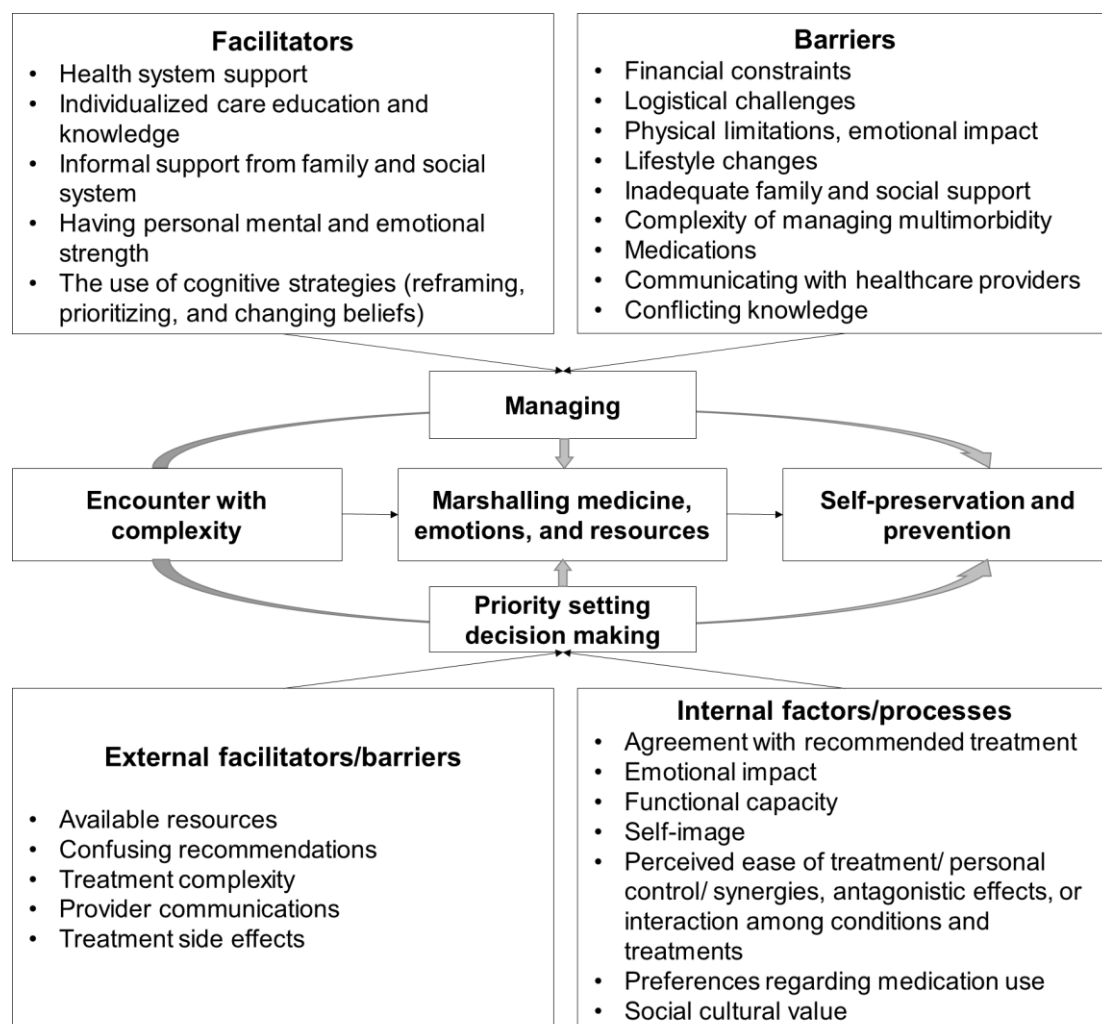 Facilitators
• Health system support
• Individualized care education and
knowledge
• Informal support from family and social
system
• Having personal mental and emotional
strength
• The use of cognitive strategies (reframing,
prioritizing, and changing beliefs)
Barriers
• Financial constraints
• Logistical challenges
• Physical limitations, emotional impact
• Lifestyle changes
• Inadequate family and social support
• Complexity of managing multimorbidity
• Medications
• Communicating with healthcare providers
• Conflicting knowledge
Managing
Encounter with
complexity
Marshalling medicine,
emotions, and resources
Self-preservation and
prevention
Priority setting
decision making
External facilitators/barriers
• Available resources
• Confusing recommendations
• Treatment complexity
• Provider communications
• Treatment side effects
Internal factors/processes
• Agreement with recommended treatment
• Emotional impact
• Functional capacity
• Self-image
• Perceived ease of treatment/ personal
control/ synergies, antagonistic effects, or
interaction among conditions and
treatments
• Preferences regarding medication use
• Social cultural value